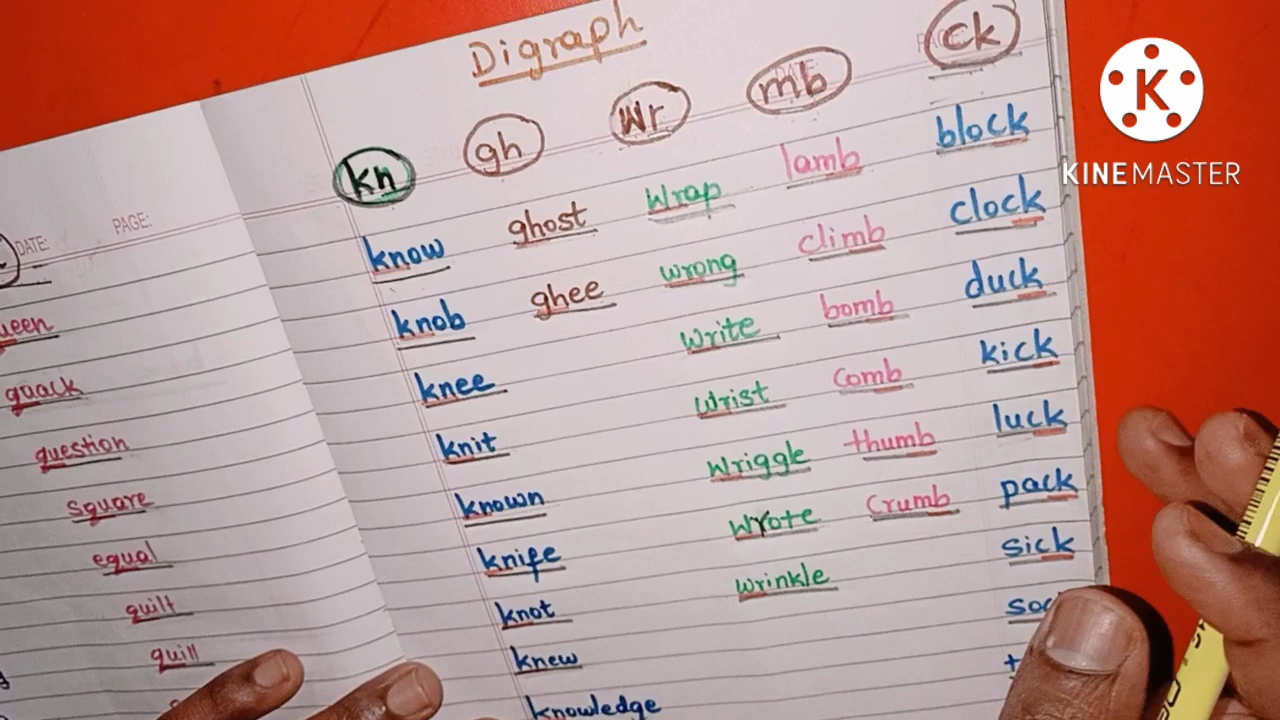 Digraph
kn gh Wr mb ck
know ghost Wrap lamb block
knob ghee wrong climb clock
knee write bomb duck
knit wrist Comb kick
known wriggle thumb luck
knife wrote Crumb pack
knot wrinkle sick
knew
knowledge
DATE: PAGE:
quack
question
square
equal
quilt
quill
K
KINEMASTER